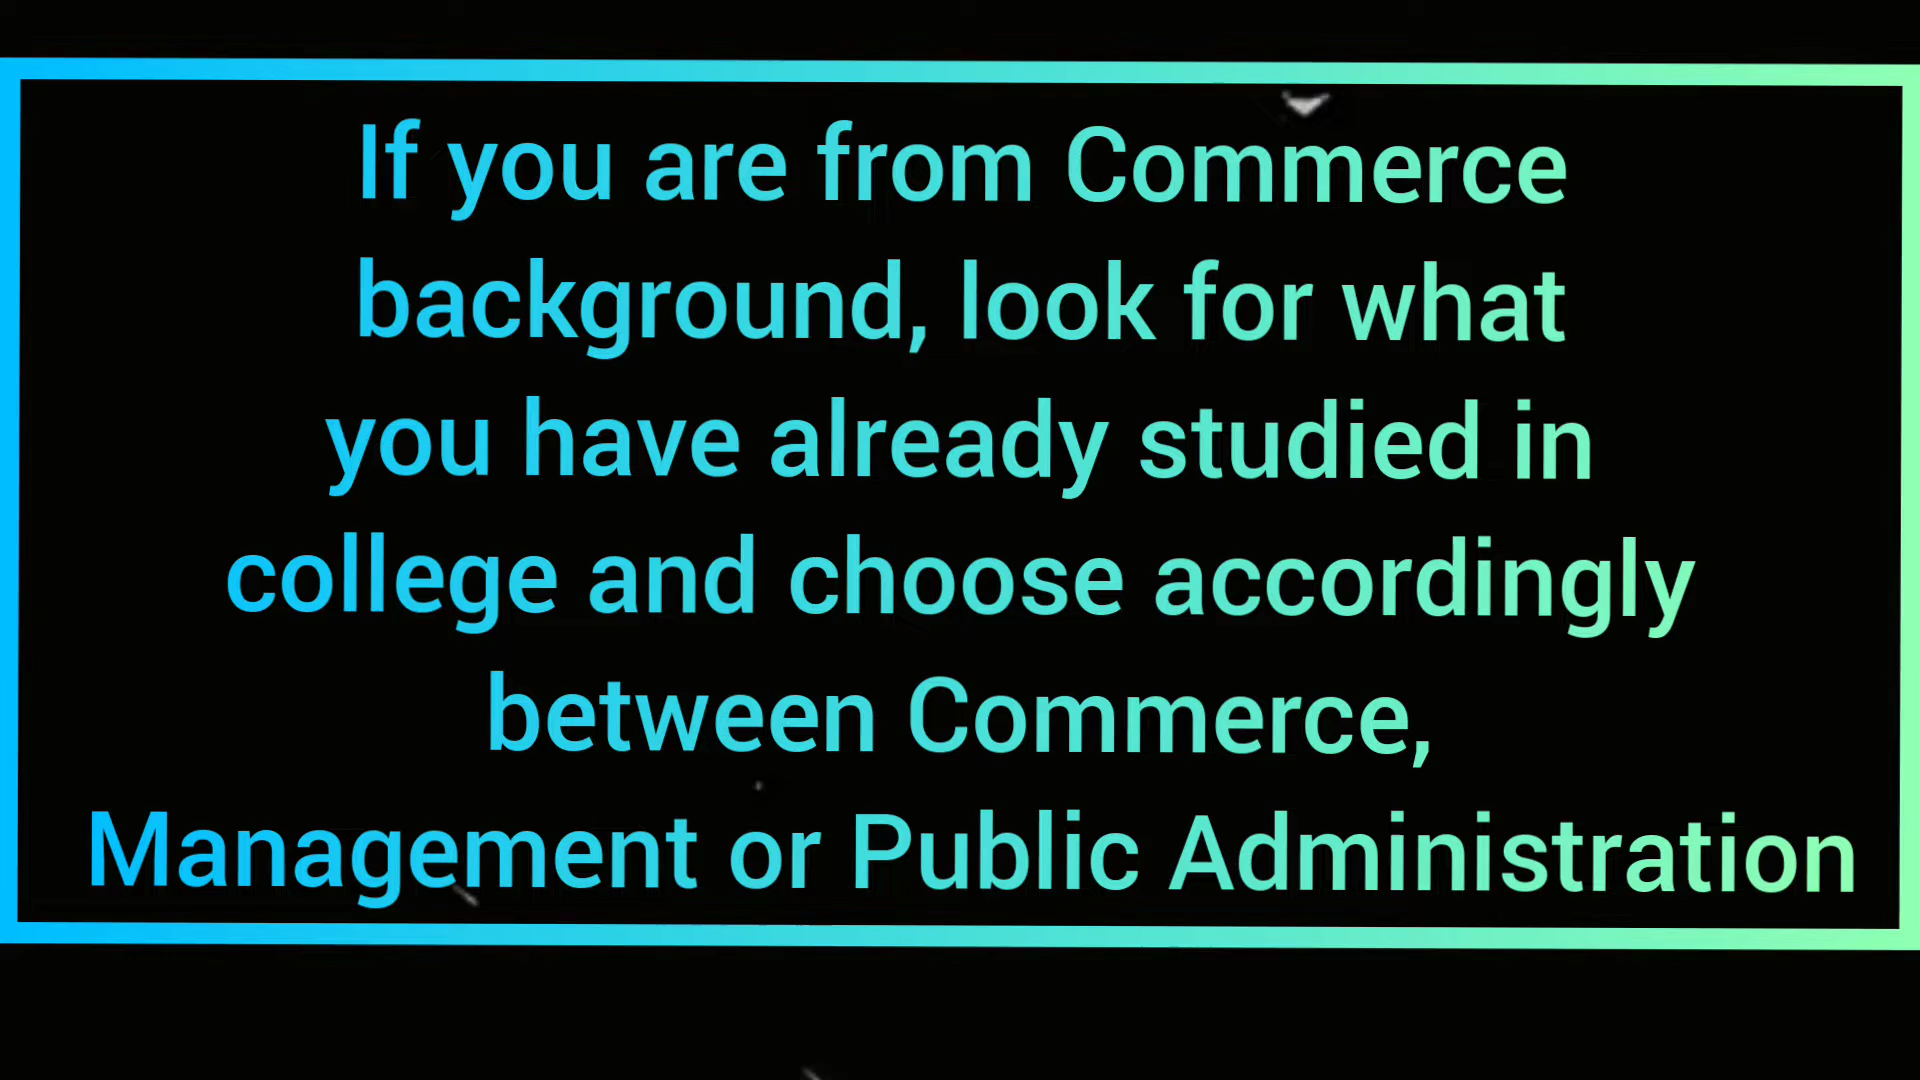 If you are from Commerce
background, look for what
you have already studied in
college and choose accordingly
between Commerce,
Management or Public Administration